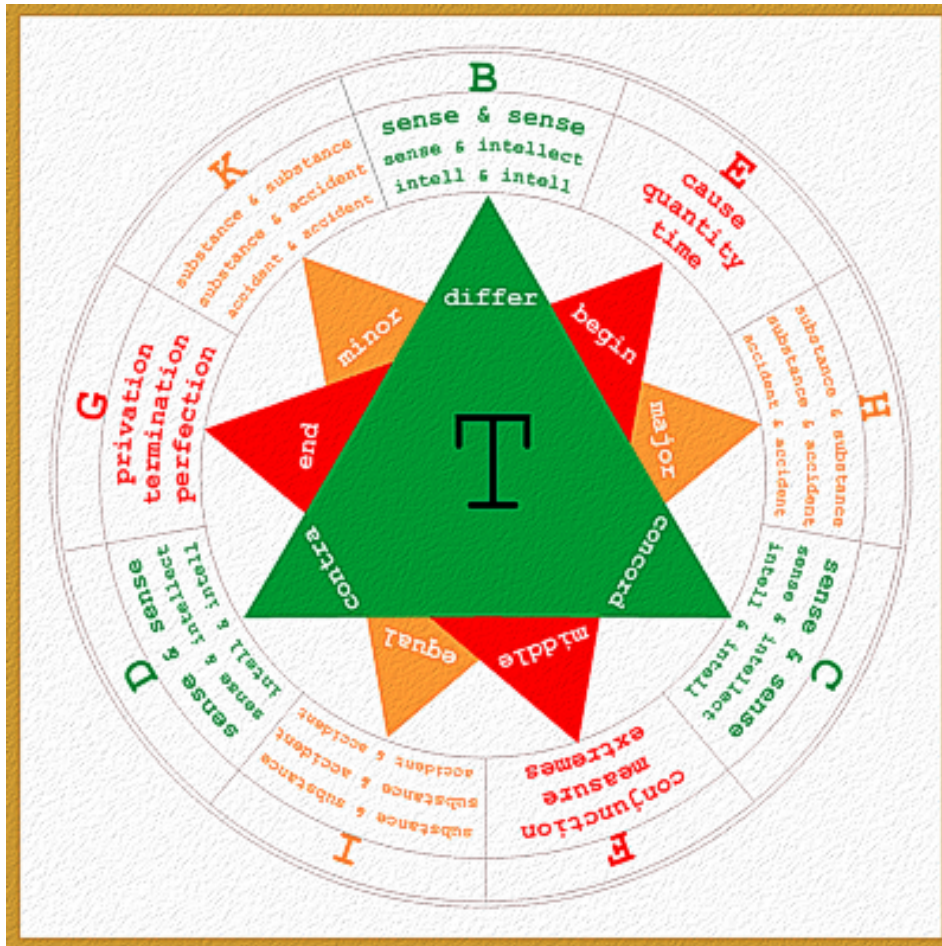 B
sense & sense
sense & intellect
intell & intell
E
cause
quantity
time
H
substance & substance
substance & accident
accident & accident
C
sense & sense
sense & intellect
intell & intell
F
conjunction
measure
extremes
I
substance & substance
substance & accident
accident & accident
D
sense & sense
sense & intellect
intell & intell
G
privation
termination
perfection
K
substance & substance
substance & accident
accident & accident
differ
begin
major
concord
middle
equal
contra
end
minor
T